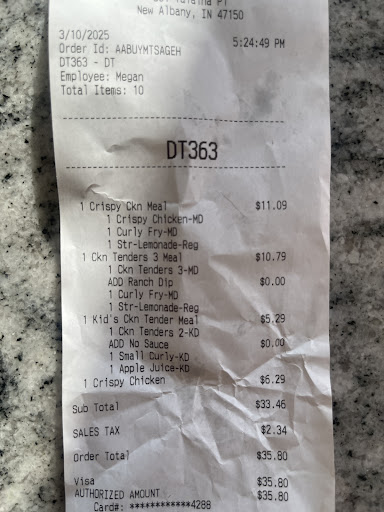 New Albany, IN 47150
3/10/2025 5:24:49 PM
Order Id: AABUYMTSAGEH
DT363 - DT
Employee: Megan
Total Items: 10
DT363
1 Crispy Ckn Meal $11.09
1 Crispy Chicken-MD
1 Curly Fry-MD
1 Str-Lemonade-Reg
1 Ckn Tenders 3 Meal $10.79
1 Ckn Tenders 3-MD
ADD Ranch Dip $0.00
1 Curly Fry-MD
1 Str-Lemonade-Reg
1 Kid's Ckn Tender Meal $5.29
1 Ckn Tenders 2-KD
ADD No Sauce $0.00
1 Small Curly-KD
1 Apple Juice-KD
1 Crispy Chicken $6.29
Sub Total $33.46
SALES TAX $2.34
Order Total $35.80
Visa $35.80
AUTHORIZED AMOUNT $35.80
Card#: ************4288